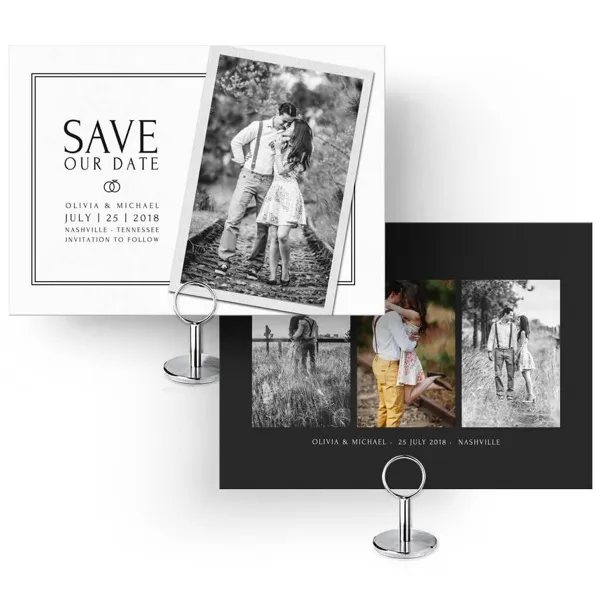 SAVE
OUR DATE
OLIVIA & MICHAEL
JULY | 25 | 2018
NASHVILLE - TENNESSEE
INVITATION TO FOLLOW
OLIVIA & MICHAEL - 25 JULY 2018 - NASHVILLE